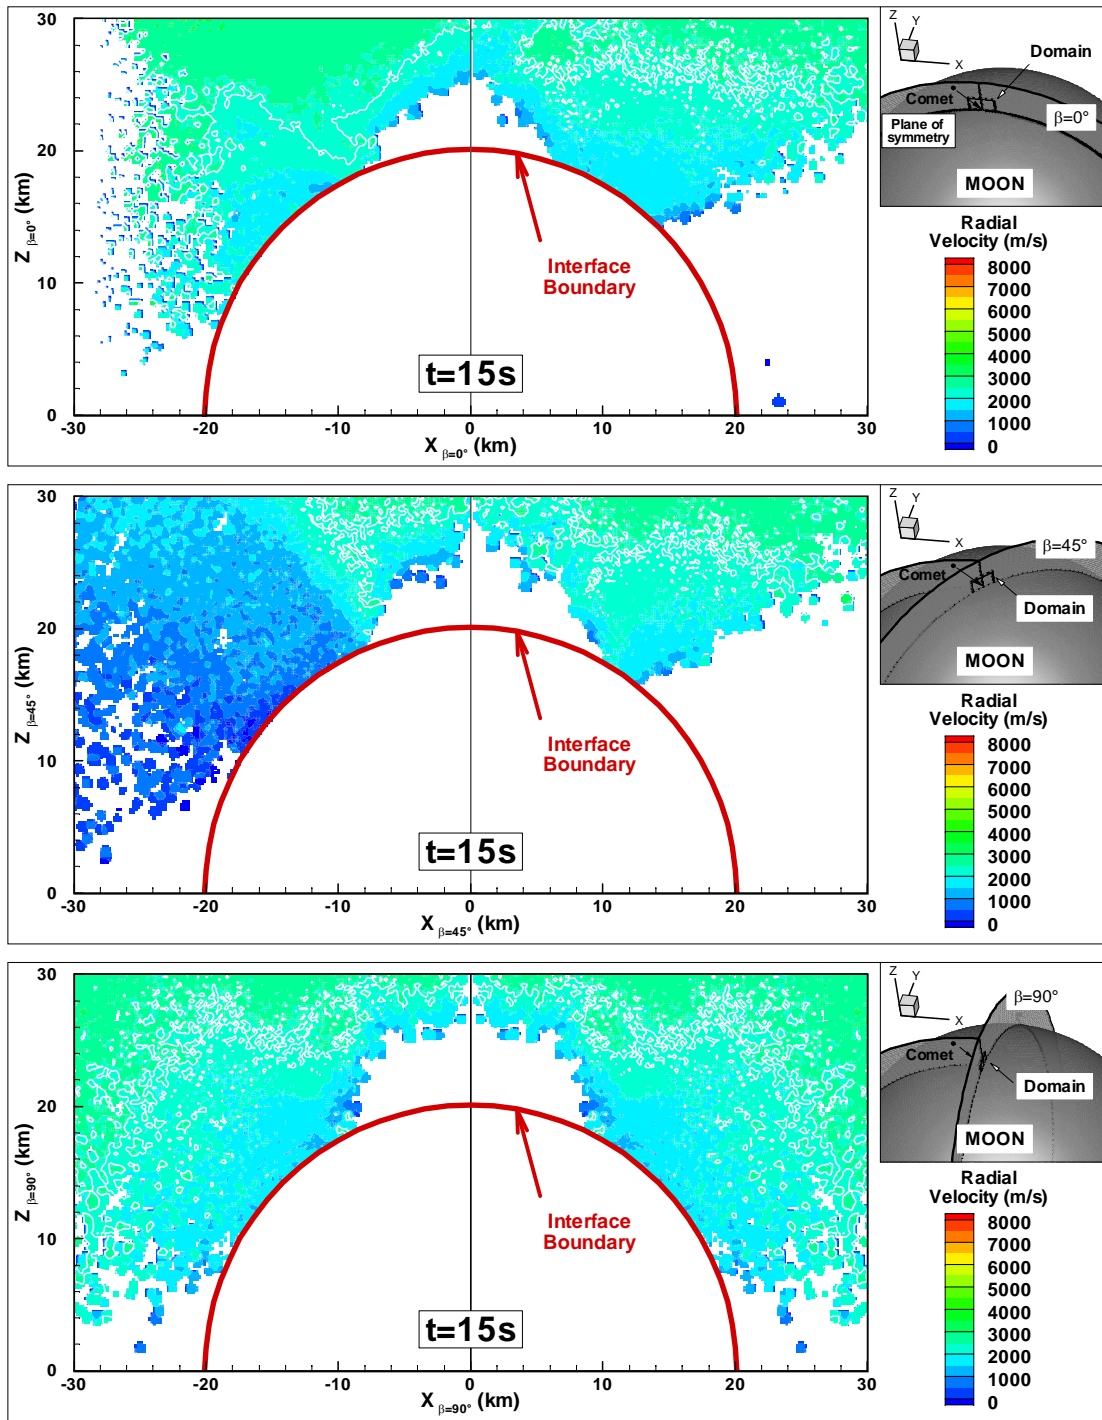 30
20
10
0
-30
-20
-10
0
10
20
30
Z β=0° (km)
X β=0° (km)
Interface
Boundary
t=15s
Z
Y
X
Domain
Comet
β=0°
Plane of
symmetry
MOON
Radial
Velocity (m/s)
8000
7000
6000
5000
4000
3000
2000
1000
0
30
20
10
0
-30
-20
-10
0
10
20
30
Z β=45° (km)
X β=45° (km)
Interface
Boundary
t=15s
Z
Y
X
β=45°
Comet
Domain
MOON
Radial
Velocity (m/s)
8000
7000
6000
5000
4000
3000
2000
1000
0
30
20
10
0
-30
-20
-10
0
10
20
30
Z β=90° (km)
X β=90° (km)
Interface
Boundary
t=15s
Z
Y
X
β=90°
Comet
Domain
MOON
Radial
Velocity (m/s)
8000
7000
6000
5000
4000
3000
2000
1000
0